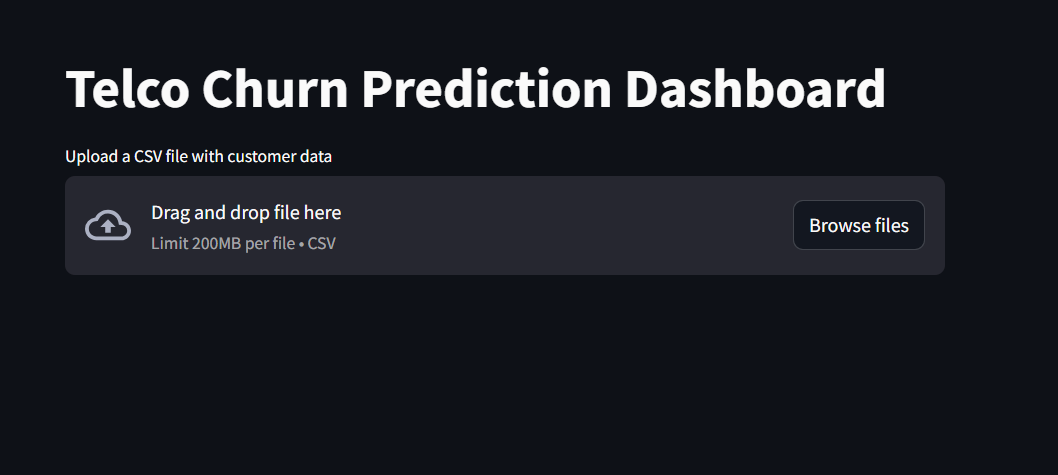 Telco Churn Prediction Dashboard
Upload a CSV file with customer data
Drag and drop file here
Limit 200MB per file • CSV
Browse files